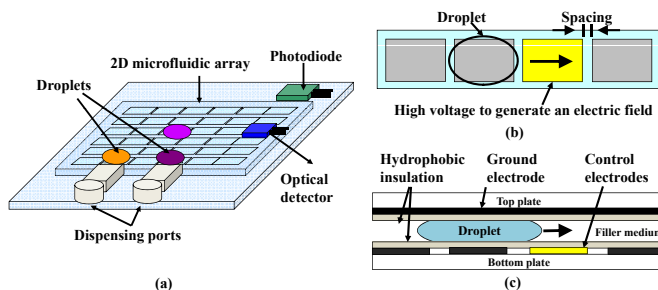 2D microfluidic array
Photodiode
Droplets
Optical
detector
Dispensing ports
(a)
Droplet
Spacing
High voltage to generate an electric field
(b)
Hydrophobic
insulation
Ground
electrode
Control
electrodes
Top plate
Droplet
Filler medium
Bottom plate
(c)